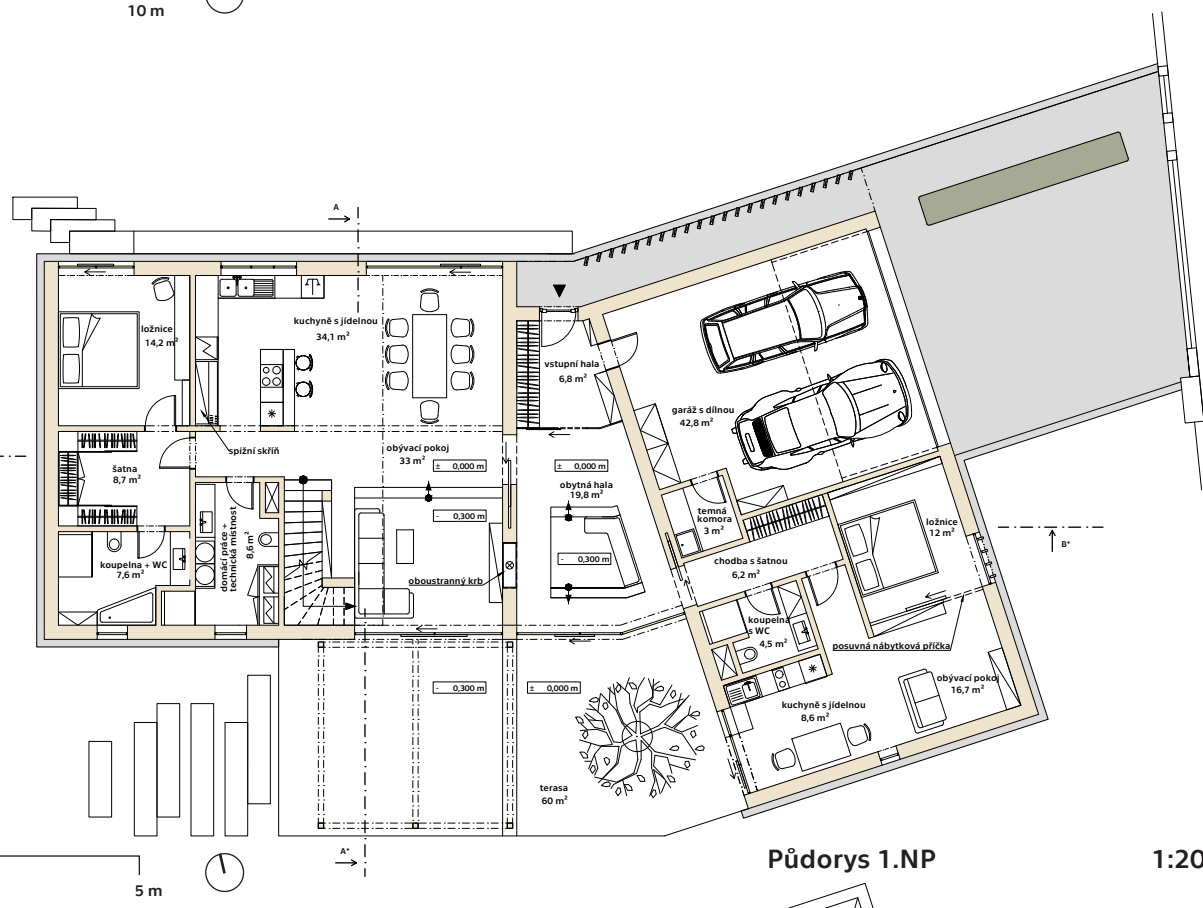 10 m
A
ložnice
14,2 m²
kuchyně s jídelnou
34,1 m²
vstupní hala
6,8 m²
garáž s dílnou
42,8 m²
spižní skříň
obývací pokoj
33 m²
± 0,000 m
± 0,000 m
šatna
8,7 m²
obytná hala
19,8 m²
- 0,300 m
temná
komora
3 m²
ložnice
12 m²
domácí práce +
technická místnost
8,6 m²
koupelna + WC
7,6 m²
oboustranný krb
- 0,300 m
chodba s šatnou
6,2 m²
B*
koupelna
s WC
4,5 m²
posuvná nábytková příčka
obývací pokoj
16,7 m²
- 0,300 m
± 0,000 m
kuchyně s jídelnou
8,6 m²
terasa
60 m²
A*
5 m
Půdorys 1.NP
1:20